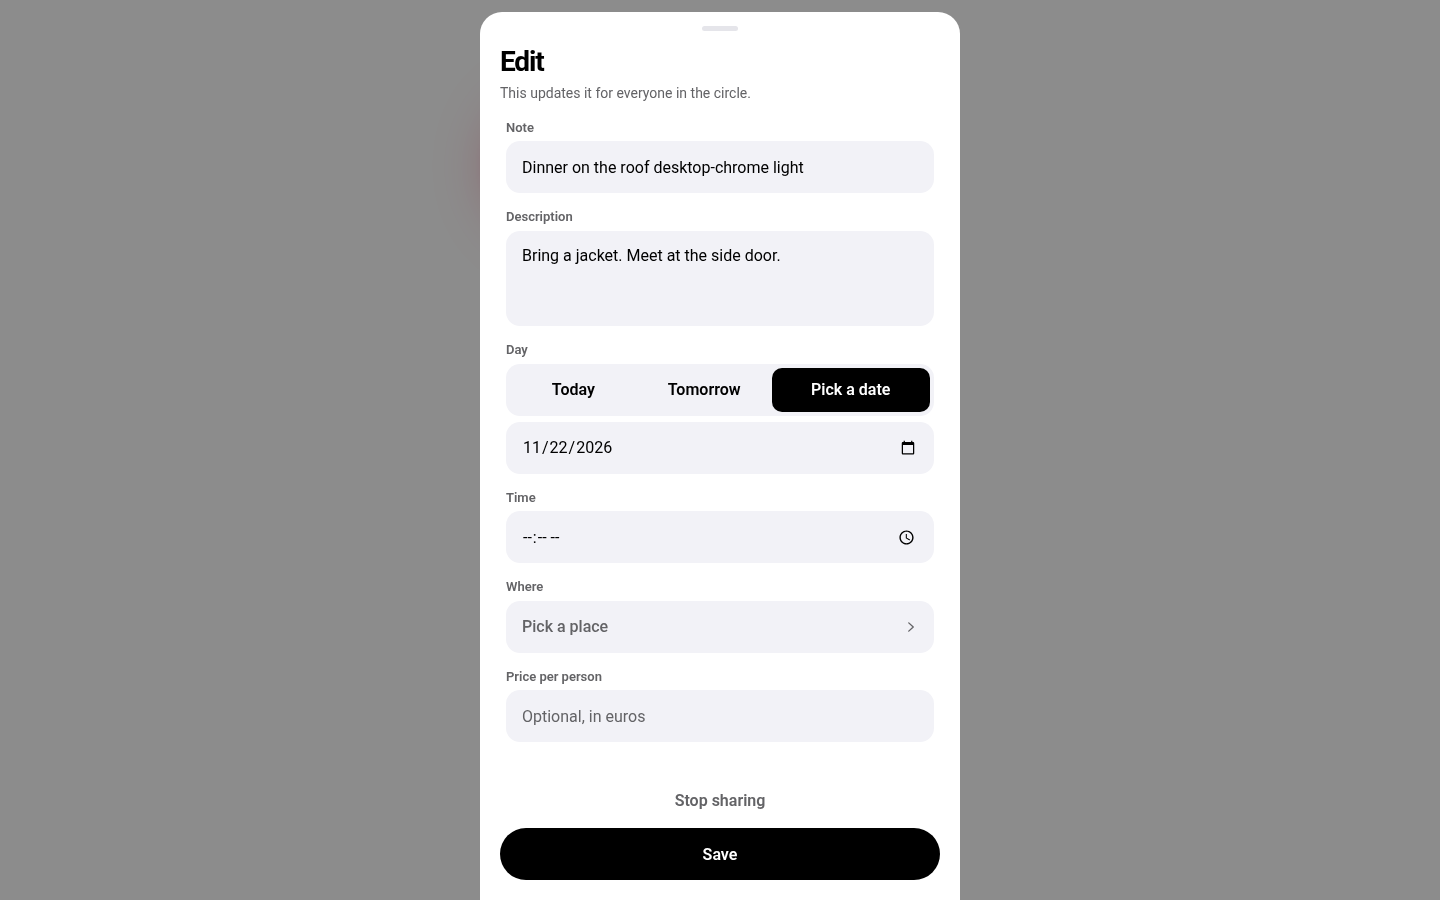 Edit
This updates it for everyone in the circle.
Note
Dinner on the roof desktop-chrome light
Description
Bring a jacket. Meet at the side door.
Day
Today Tomorrow Pick a date
11/22/2026
Time
--:-- --
Where
Pick a place
Price per person
Optional, in euros
Stop sharing
Save